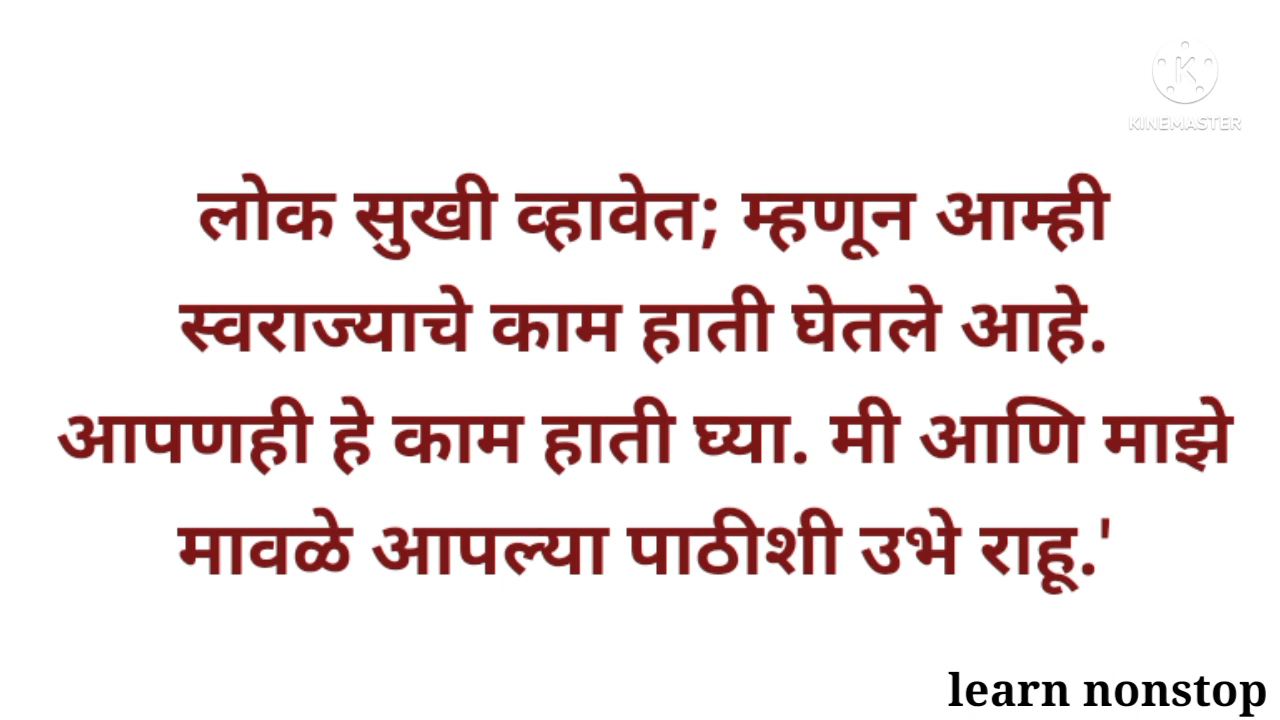 KINEMASTER
लोक सुखी व्हावेत; म्हणून आम्ही
स्वराज्याचे काम हाती घेतले आहे.
आपणही हे काम हाती घ्या. मी आणि माझे
मावळे आपल्या पाठीशी उभे राहू.'
learn nonstop